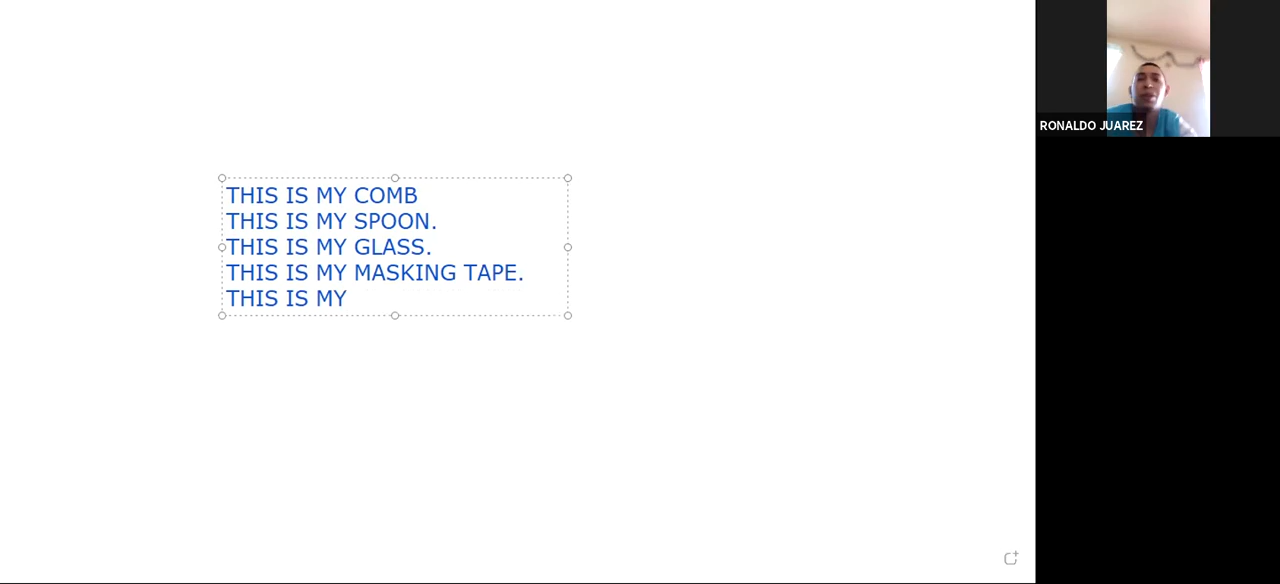 THIS IS MY COMB
THIS IS MY SPOON.
THIS IS MY GLASS.
THIS IS MY MASKING TAPE.
THIS IS MY
RONALDO JUAREZ